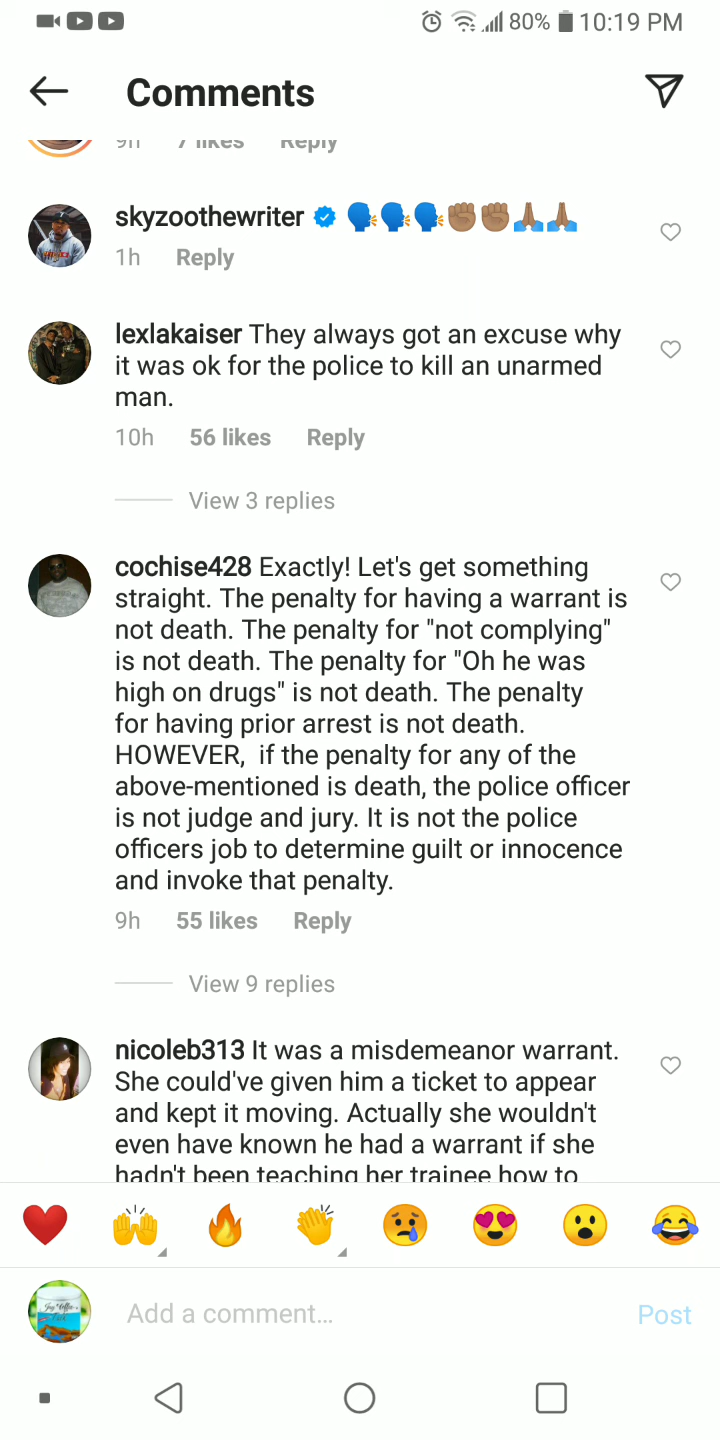 80% 10:19 PM
Comments
9h 7 likes Reply
skyzoothewriter 🗣🗣🗣✊🏽✊🏽🙏🏽🙏🏽
1h Reply
lexlakaiser They always got an excuse why
it was ok for the police to kill an unarmed
man.
10h 56 likes Reply
View 3 replies
cochise428 Exactly! Let's get something
straight. The penalty for having a warrant is
not death. The penalty for "not complying"
is not death. The penalty for "Oh he was
high on drugs" is not death. The penalty
for having prior arrest is not death.
HOWEVER, if the penalty for any of the
above-mentioned is death, the police officer
is not judge and jury. It is not the police
officers job to determine guilt or innocence
and invoke that penalty.
9h 55 likes Reply
View 9 replies
nicoleb313 It was a misdemeanor warrant.
She could've given him a ticket to appear
and kept it moving. Actually she wouldn't
even have known he had a warrant if she
hadn't been teaching her trainee how to
Add a comment... Post